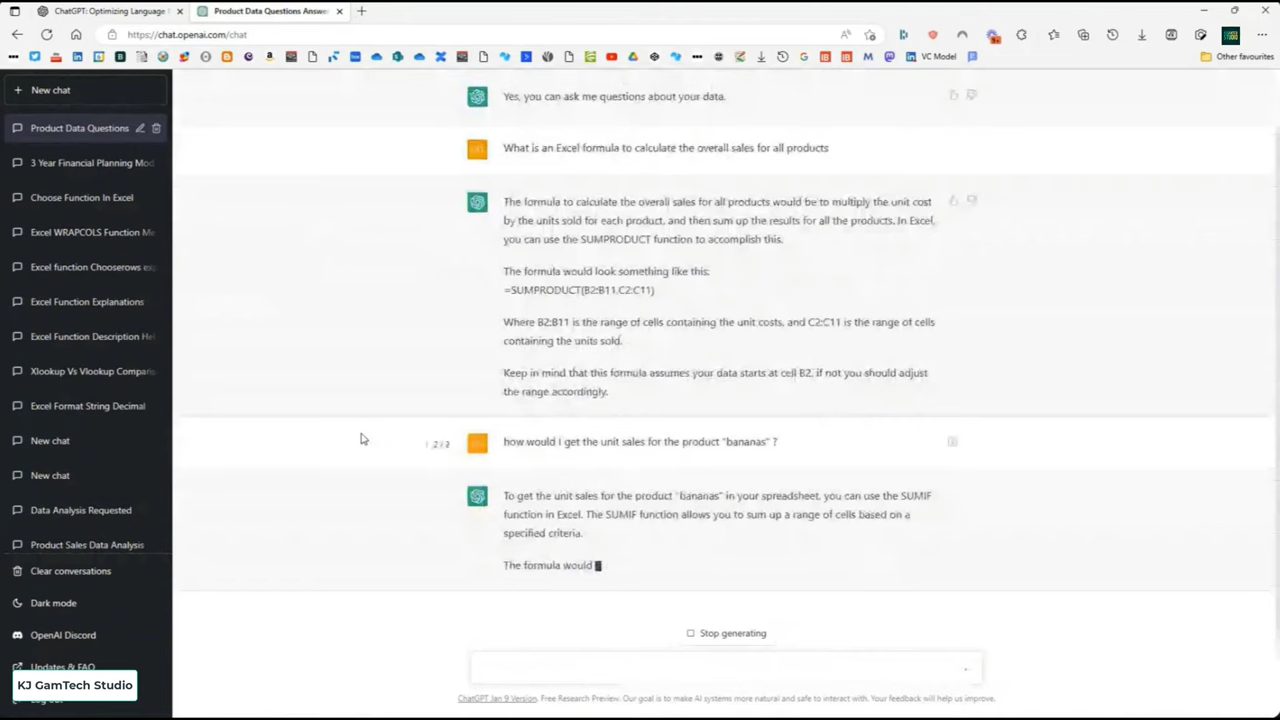 ChatGPT: Optimizing Language
Product Data Questions Answe
https://chat.openai.com/chat
VC Model
Other favourites
New chat
Product Data Questions
3 Year Financial Planning Mod
Choose Function In Excel
Excel WRAPCOLS Function Me
Excel function Chooserows ex
Excel Function Explanations
Excel Function Description Hel
Xlookup Vs Vlookup Comparis
Excel Format String Decimal
New chat
New chat
Data Analysis Requested
Product Sales Data Analysis
Clear conversations
Dark mode
OpenAI Discord
Updates & FAQ
KJ GamTech Studio
Yes, you can ask me questions about your data.
What is an Excel formula to calculate the overall sales for all products
The formula to calculate the overall sales for all products would be to multiply the unit cost
by the units sold for each product, and then sum up the results for all the products. In Excel,
you can use the SUMPRODUCT function to accomplish this.
The formula would look something like this:
=SUMPRODUCT(B2:B11,C2:C11)
Where B2:B11 is the range of cells containing the unit costs, and C2:C11 is the range of cells
containing the units sold.
Keep in mind that this formula assumes your data starts at cell B2, if not you should adjust
the range accordingly.
how would i get the unit sales for the product "bananas" ?
To get the unit sales for the product "bananas" in your spreadsheet, you can use the SUMIF
function in Excel. The SUMIF function allows you to sum up a range of cells based on a
specified criteria.
The formula would
Stop generating
ChatGPT Jan 9 Version. Free Research Preview. Our goal is to make AI systems more natural and safe to interact with. Your feedback will help us improve.